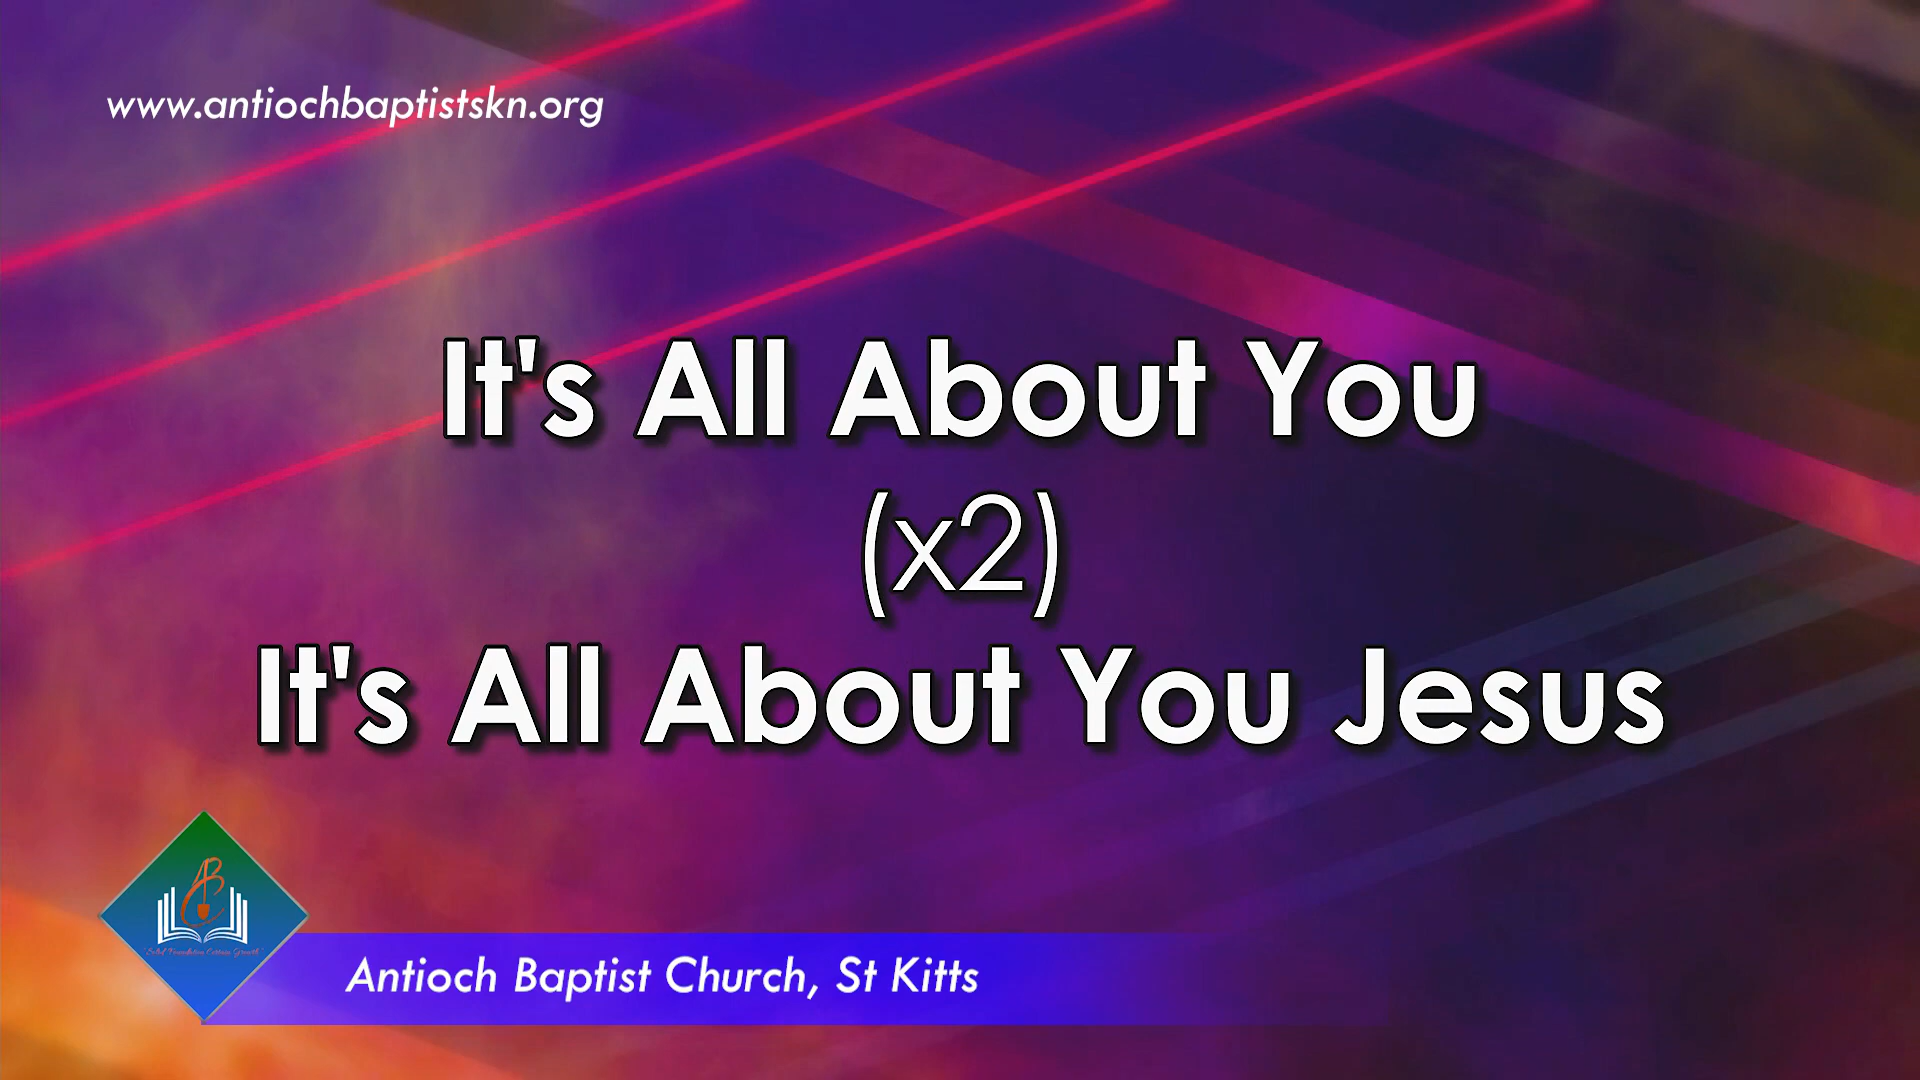 www.antiochbaptistskn.org
It's All About You
(x2)
It's All About You Jesus
Antioch Baptist Church, St Kitts